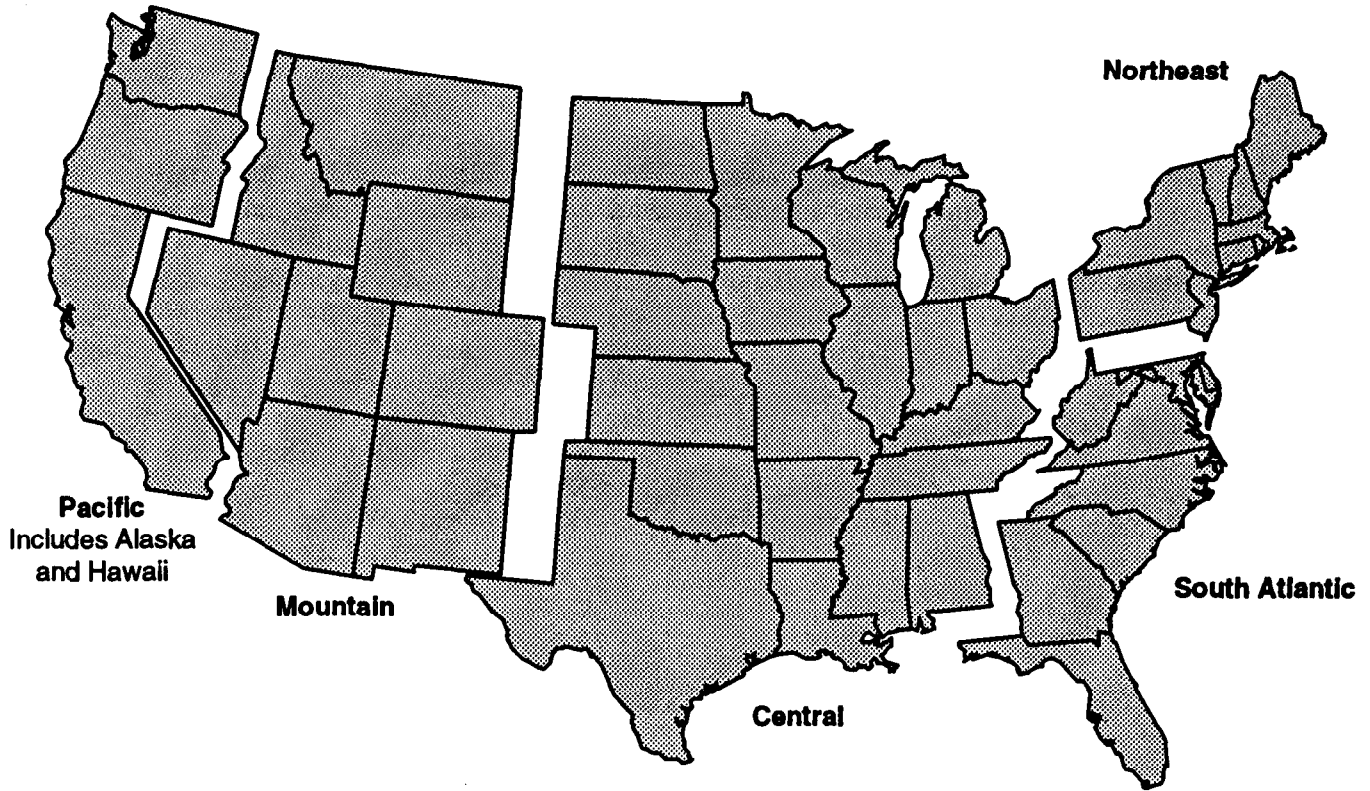 Northeast
Pacific
Includes Alaska
and Hawaii
Mountain
South Atlantic
Central